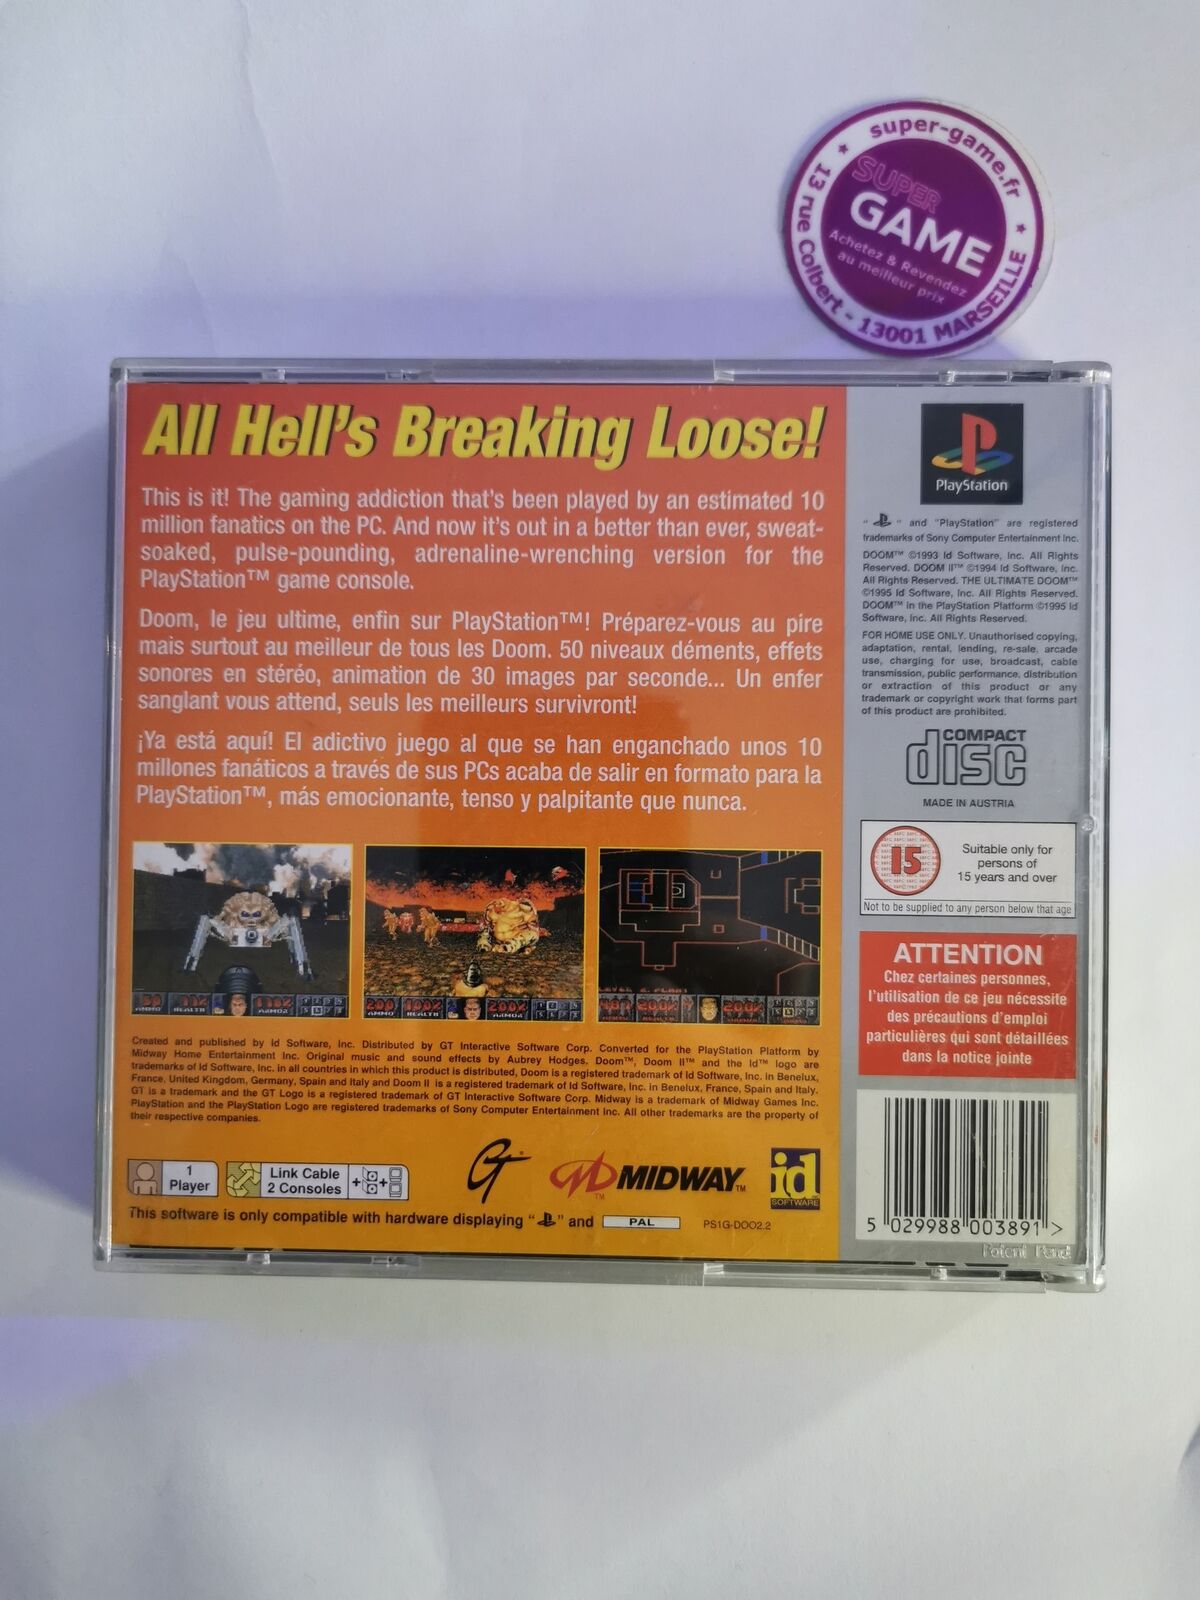 super-game.fr
SUPER
GAME
Achetez & Revendez
au meilleur prix
13 rue Colbert - 13001 MARSEILLE
All Hell's Breaking Loose!
This is it! The gaming addiction that's been played by an estimated 10
million fanatics on the PC. And now it's out in a better than ever, sweat-
soaked, pulse-pounding, adrenaline-wrenching version for the
PlayStation™ game console.
Doom, le jeu ultime, enfin sur PlayStation™! Préparez-vous au pire
mais surtout au meilleur de tous les Doom. 50 niveaux déments, effets
sonores en stéréo, animation de 30 images par seconde... Un enfer
sanglant vous attend, seuls les meilleurs survivront!
¡Ya está aquí! El adictivo juego al que se han enganchado unos 10
millones fanáticos a través de sus PCs acaba de salir en formato para la
PlayStation™, más emocionante, tenso y palpitante que nunca.
LEVEL 2: PLANT
Created and published by Id Software, Inc. Distributed by GT Interactive Software Corp. Converted for the PlayStation Platform by
Midway Home Entertainment Inc. Original music and sound effects by Aubrey Hodges. Doom™, Doom II™ and the Id™ logo are
trademarks of Id Software, Inc. in all countries in which this product is distributed, Doom is a registered trademark of Id Software, Inc. in Benelux,
France, United Kingdom, Germany, Spain and Italy and Doom II is a registered trademark of Id Software, Inc. in Benelux, France, Spain and Italy.
GT is a trademark and the GT Logo is a registered trademark of GT Interactive Software Corp. Midway is a trademark of Midway Games Inc.
PlayStation and the PlayStation Logo are registered trademarks of Sony Computer Entertainment Inc. All other trademarks are the property of
their respective companies.
1
Player
Link Cable
2 Consoles
GT
MIDWAY™
id
SOFTWARE
This software is only compatible with hardware displaying " " and PAL
PS1G-DOO2.2
PlayStation
" " and "PlayStation" are registered
trademarks of Sony Computer Entertainment Inc.
DOOM™ ©1993 Id Software, Inc. All Rights
Reserved. DOOM II™ ©1994 Id Software, Inc.
All Rights Reserved. THE ULTIMATE DOOM™
©1995 Id Software, Inc. All Rights Reserved.
DOOM™ in the PlayStation Platform ©1995 Id
Software, Inc. All Rights Reserved.
FOR HOME USE ONLY. Unauthorised copying,
adaptation, rental, lending, re-sale, arcade
use, charging for use, broadcast, cable
transmission, public performance, distribution
or extraction of this product or any
trademark or copyright work that forms part
of this product are prohibited.
COMPACT
disc
MADE IN AUSTRIA
15
Suitable only for
persons of
15 years and over
Not to be supplied to any person below that age
ATTENTION
Chez certaines personnes,
l'utilisation de ce jeu nécessite
des précautions d'emploi
particulières qui sont détaillées
dans la notice jointe
5 029988 003891 >
Patent Pend